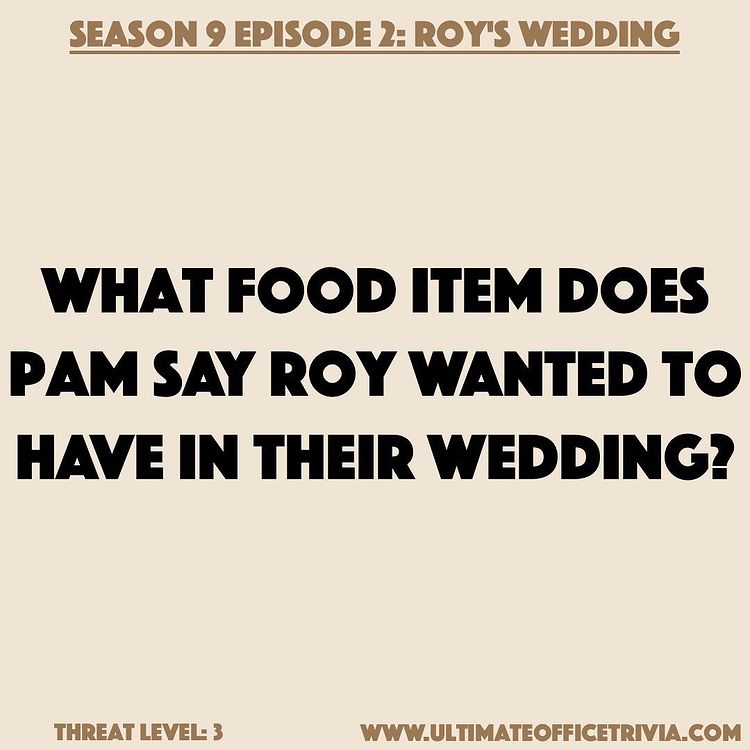 SEASON 9 EPISODE 2: ROY'S WEDDING
WHAT FOOD ITEM DOES
PAM SAY ROY WANTED TO
HAVE IN THEIR WEDDING?
THREAT LEVEL: 3
WWW.ULTIMATEOFFICETRIVIA.COM